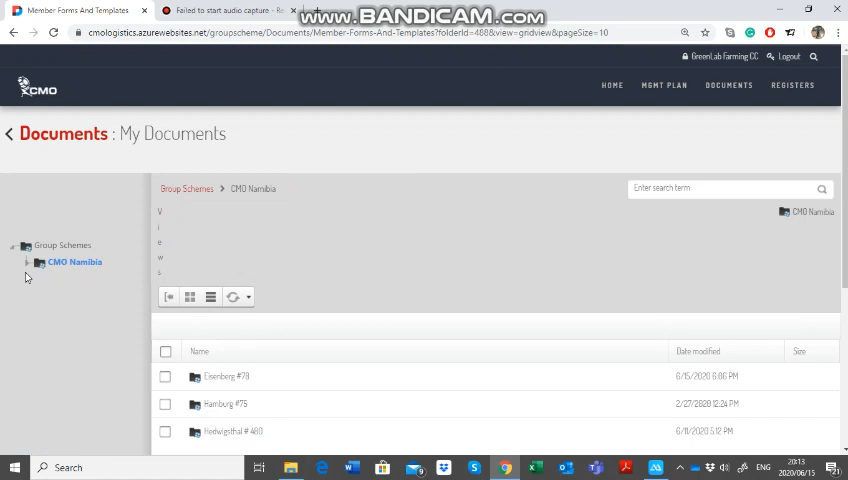 Member Forms And Templates
Failed to start audio capture - Re
WWW.BANDICAM.COM
cmologistics.azurewebsites.net/groupscheme/Documents/Member-Forms-And-Templates?folderId=488&view=gridview&pageSize=10
GreenLab Farming CC
Logout
CMO
HOME
MGMT PLAN
DOCUMENTS
REGISTERS
Documents : My Documents
Group Schemes
CMO Namibia
Enter search term
CMO Namibia
Group Schemes
CMO Namibia
Views
Name
Date modified
Size
Eisenberg #78
6/15/2020 6:06 PM
Hamburg #75
2/27/2020 12:24 PM
Hedwigsthal # 480
6/11/2020 5:12 PM
Search
9
ENG
20:13
2020/06/15
21